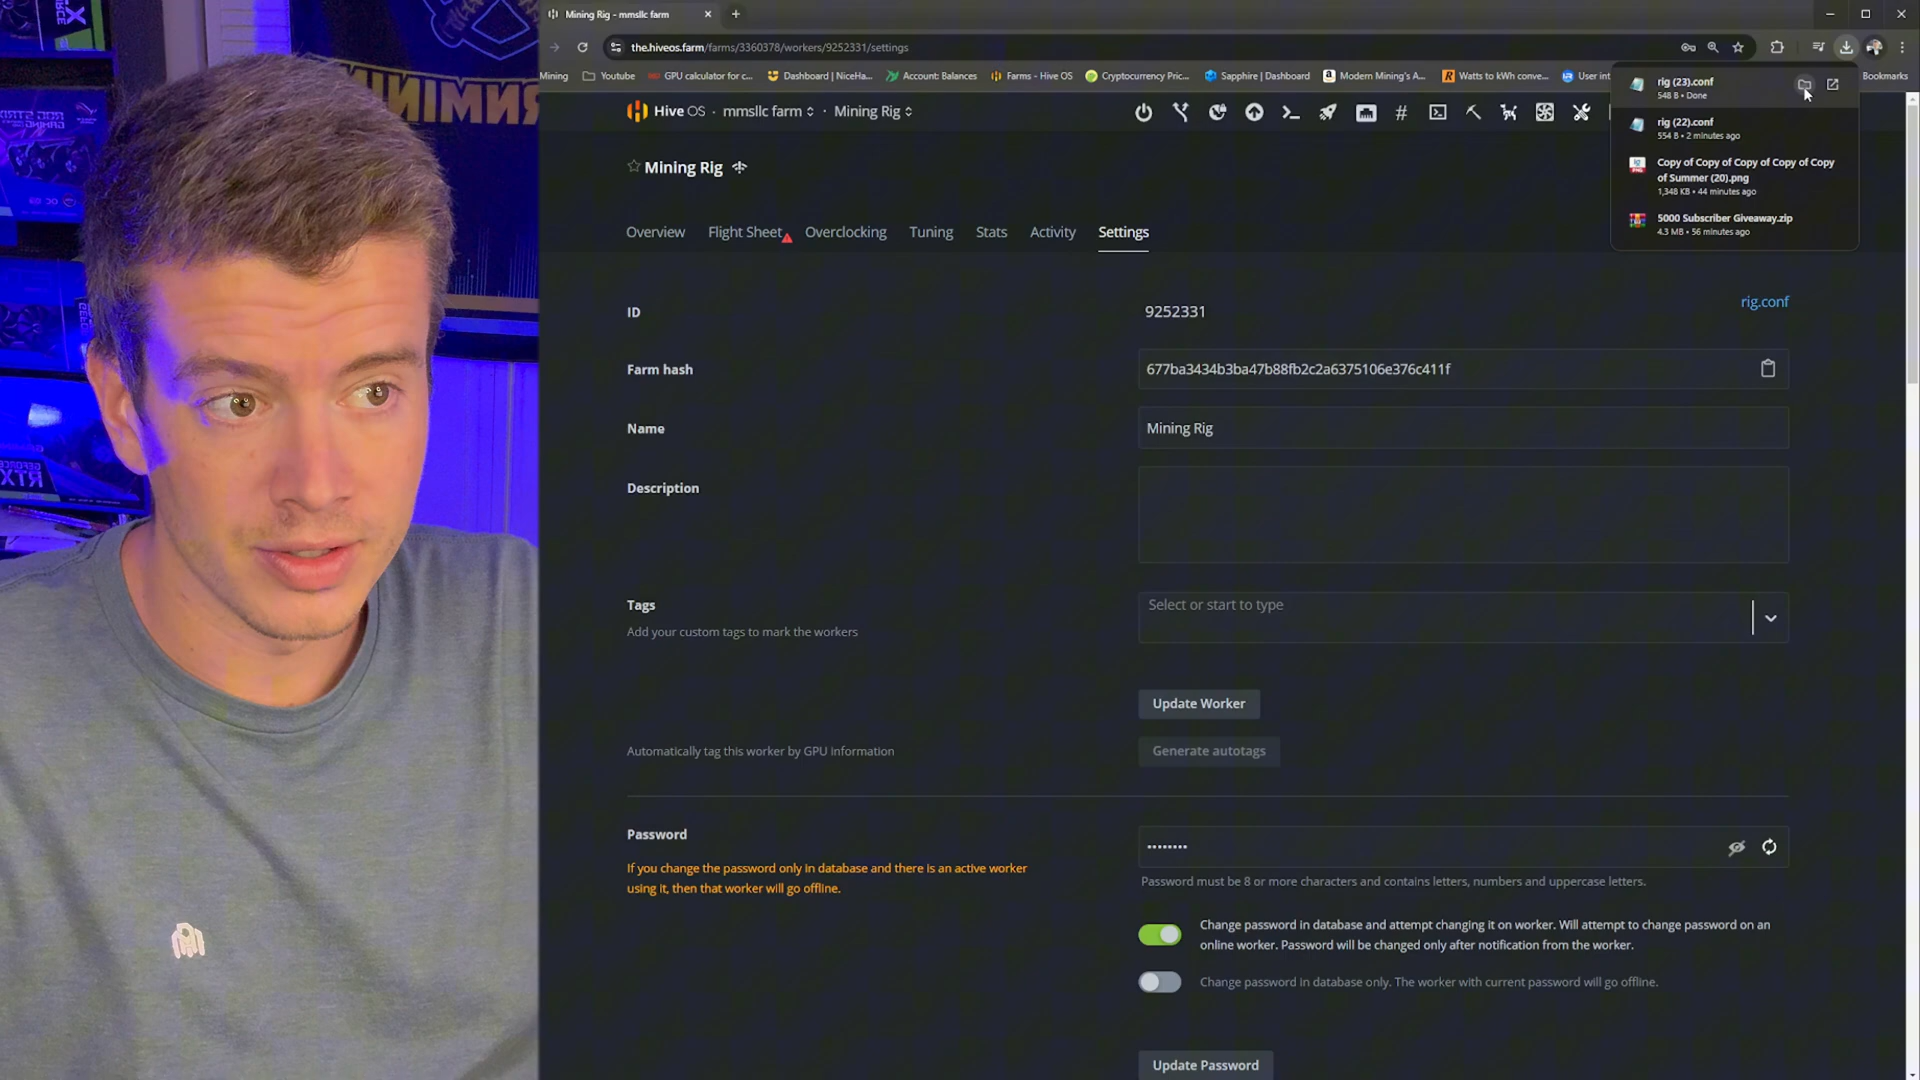 Mining Rig - mmsllc farm
the.hiveos.farm/farms/3360378/workers/9252331/settings
Mining
Youtube
GPU calculator for c...
Dashboard | NiceHa...
Account: Balances
Farms - Hive OS
Cryptocurrency Pric...
Sapphire | Dashboard
Modern Mining's A...
Watts to kWh conve...
User int
Bookmarks
rig (23).conf
548 B • Done
rig (22).conf
554 B • 2 minutes ago
Copy of Copy of Copy of Copy of Copy
of Summer (20).png
1,348 KB • 44 minutes ago
5000 Subscriber Giveaway.zip
4.3 MB • 56 minutes ago
Hive OS
mmsllc farm
Mining Rig
Mining Rig
Overview
Flight Sheet
Overclocking
Tuning
Stats
Activity
Settings
ID
9252331
rig.conf
Farm hash
677ba3434b3ba47b88fb2c2a6375106e376c411f
Name
Mining Rig
Description
Tags
Add your custom tags to mark the workers
Select or start to type
Update Worker
Automatically tag this worker by GPU information
Generate autotags
Password
If you change the password only in database and there is an active worker
using it, then that worker will go offline.
••••••••
Password must be 8 or more characters and contains letters, numbers and uppercase letters.
Change password in database and attempt changing it on worker. Will attempt to change password on an
online worker. Password will be changed only after notification from the worker.
Change password in database only. The worker with current password will go offline.
Update Password